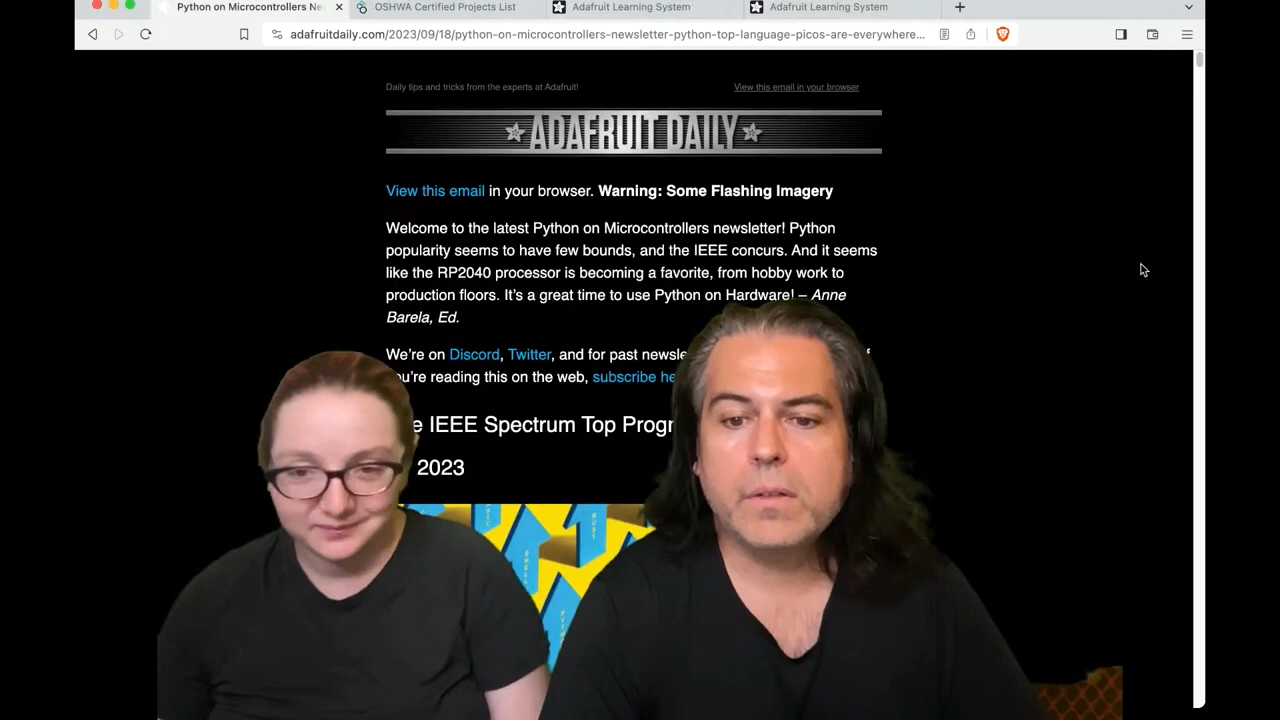 Python on Microcontrollers Ne
OSHWA Certified Projects List
Adafruit Learning System
Adafruit Learning System
adafruitdaily.com/2023/09/18/python-on-microcontrollers-newsletter-python-top-language-picos-are-everywhere...
Daily tips and tricks from the experts at Adafruit!
View this email in your browser
ADAFRUIT DAILY
View this email in your browser. Warning: Some Flashing Imagery
Welcome to the latest Python on Microcontrollers newsletter! Python
popularity seems to have few bounds, and the IEEE concurs. And it seems
like the RP2040 processor is becoming a favorite, from hobby work to
production floors. It's a great time to use Python on Hardware! – Anne
Barela, Ed.
We're on Discord, Twitter, and for past newsle
you're reading this on the web, subscribe he
IEEE Spectrum Top Progr
2023
SHELL
RUST